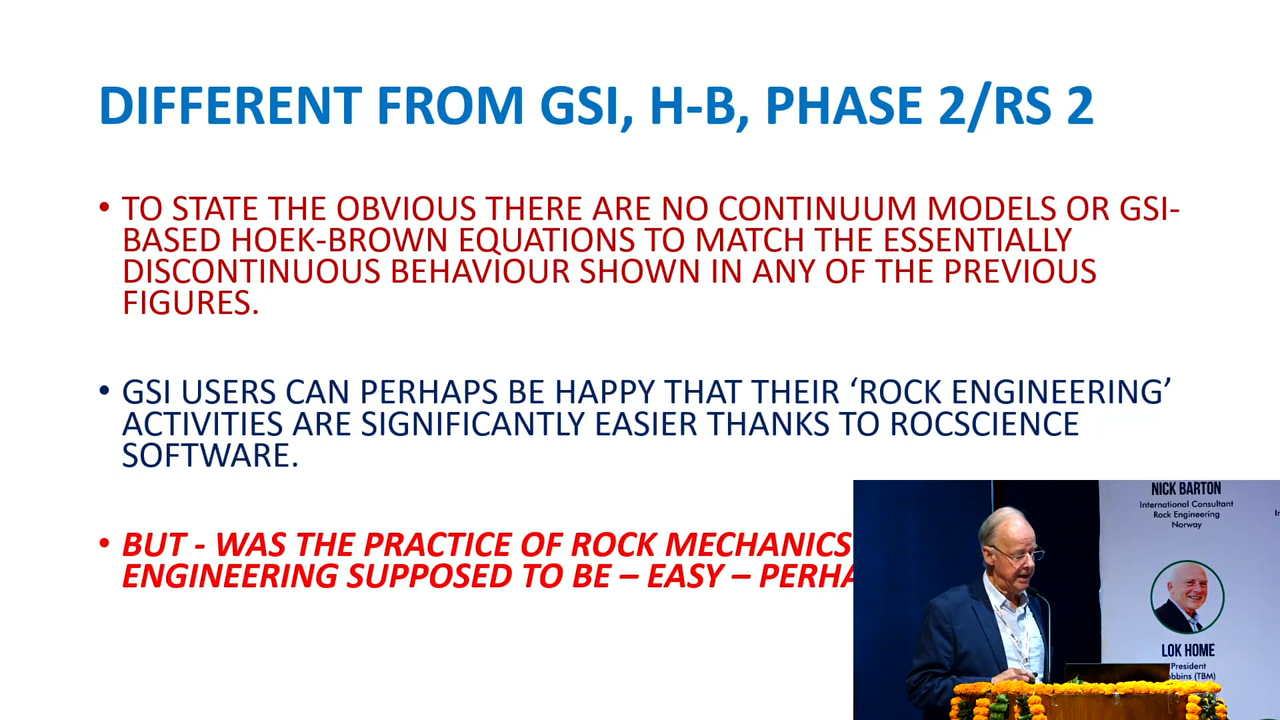 DIFFERENT FROM GSI, H-B, PHASE 2/RS 2
• TO STATE THE OBVIOUS THERE ARE NO CONTINUUM MODELS OR GSI-
BASED HOEK-BROWN EQUATIONS TO MATCH THE ESSENTIALLY
DISCONTINUOUS BEHAVIOUR SHOWN IN ANY OF THE PREVIOUS
FIGURES.
• GSI USERS CAN PERHAPS BE HAPPY THAT THEIR ‘ROCK ENGINEERING’
ACTIVITIES ARE SIGNIFICANTLY EASIER THANKS TO ROCSCIENCE
SOFTWARE.
• BUT - WAS THE PRACTICE OF ROCK MECHANICS
ENGINEERING SUPPOSED TO BE – EASY –
NICK BARTON
International Consultant
Rock Engineering
Norway
LOK HOME
President
(TBM)